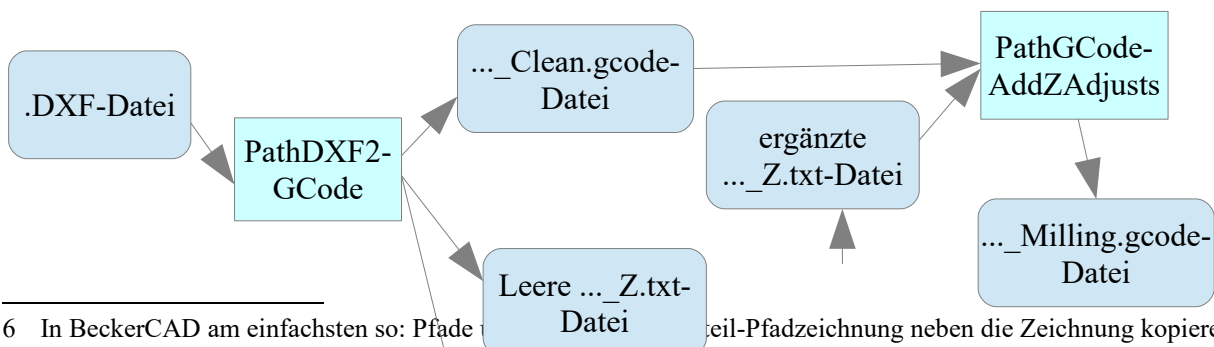 .DXF-Datei
PathDXF2-
GCode
..._Clean.gcode-
Datei
Leere ..._Z.txt-
Datei
ergänzte
..._Z.txt-Datei
PathGCode-
AddZAdjusts
..._Milling.gcode-
Datei
6 In BeckerCAD am einfachsten so: Pfade teil-Pfadzeichnung neben die Zeichnung